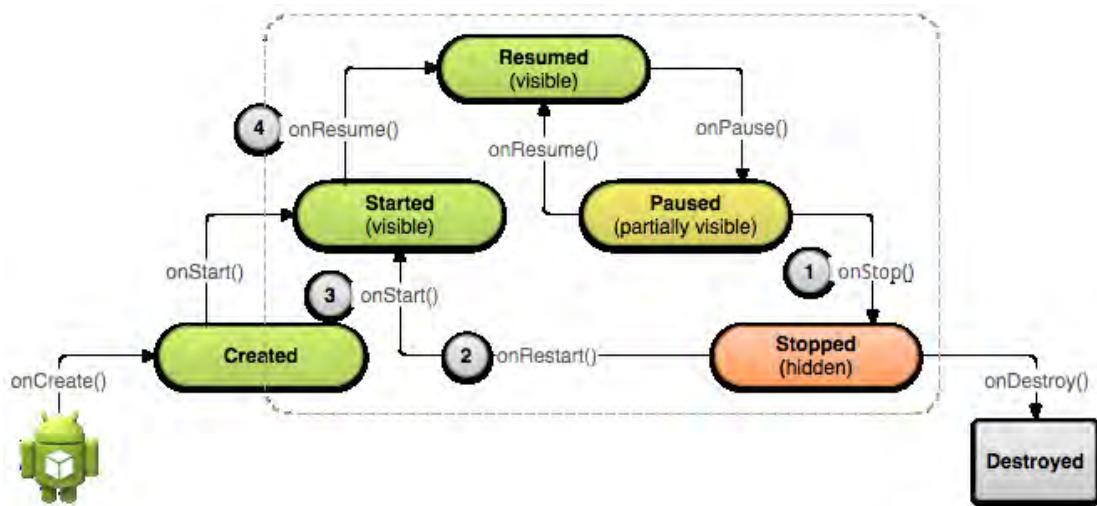 Resumed
(visible)
4
onResume()
onResume()
onPause()
Started
(visible)
Paused
(partially visible)
onStart()
3
onStart()
1
onStop()
Created
2
onRestart()
Stopped
(hidden)
onCreate()
onDestroy()
Destroyed